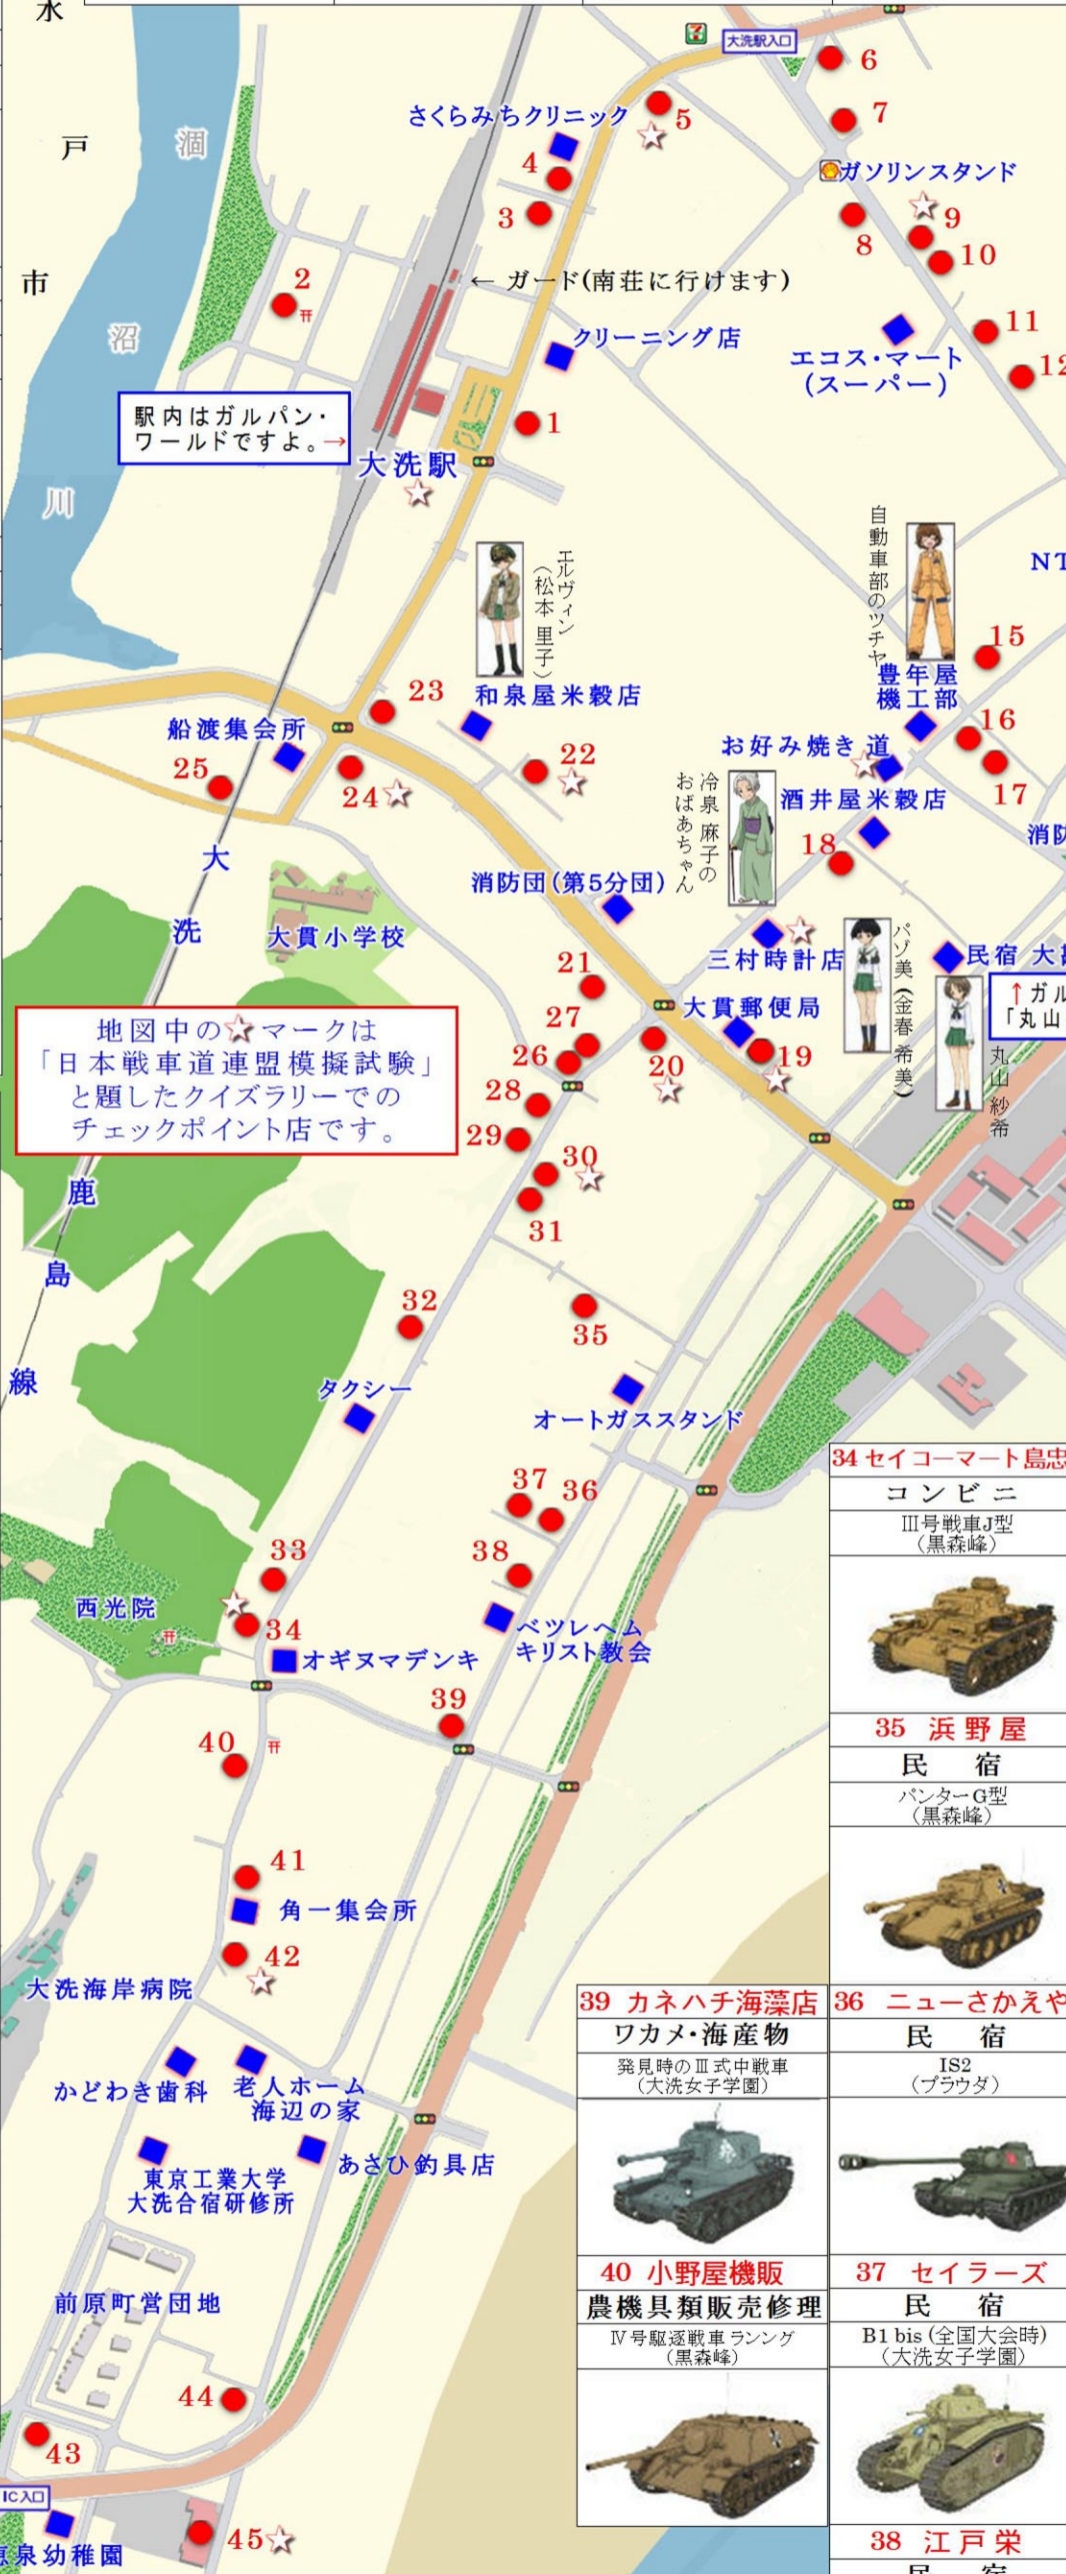 水
戸
市
涸
沼
川
7
大洗駅入口
6
さくらみちクリニック
5
7
4
ガソリンスタンド
3
9
8
10
2
← ガード(南荘に行けます)
クリーニング店
11
エコス・マート
(スーパー)
12
駅内はガルパン・
ワールドですよ。→
1
大洗駅
エルヴィン
(松本 里子)
自動車部のツチヤ
NT
15
豊年屋
機工部
23
和泉屋米穀店
16
船渡集会所
お好み焼き 道
22
25
24
17
冷泉 麻子の
おばあちゃん
酒井屋米穀店
消防
18
大
洗
鹿
島
線
消防団(第5分団)
大貫小学校
三村時計店
パゾ美(金春 希美)
民宿 大
21
↑ガル
「丸山
丸山 紗希
大貫郵便局
27
26
20
19
地図中の☆マークは
「日本戦車道連盟模擬試験」
と題したクイズラリーでの
チェックポイント店です。
28
29
30
31
32
35
タクシー
オートガススタンド
37
36
33
38
西光院
34
ベツレヘム
キリスト教会
オギヌマデンキ
39
40
41
角一集会所
42
大洗海岸病院
かどわき歯科
老人ホーム
海辺の家
東京工業大学
大洗合宿研修所
あさひ釣具店
前原町営団地
44
43
IC入口
泉幼稚園
45
34 セイコーマート島忠
コンビニ
Ⅲ号戦車J型
(黒森峰)
35 浜野屋
民 宿
パンターG型
(黒森峰)
39 カネハチ海藻店
ワカメ・海産物
発見時のⅢ式中戦車
(大洗女子学園)
36 ニューさかえや
民 宿
IS2
(プラウダ)
40 小野屋機販
農機具類販売修理
Ⅳ号駆逐戦車 ランング
(黒森峰)
37 セイラーズ
民 宿
B1 bis (全国大会時)
(大洗女子学園)
38 江戸栄
民 宿